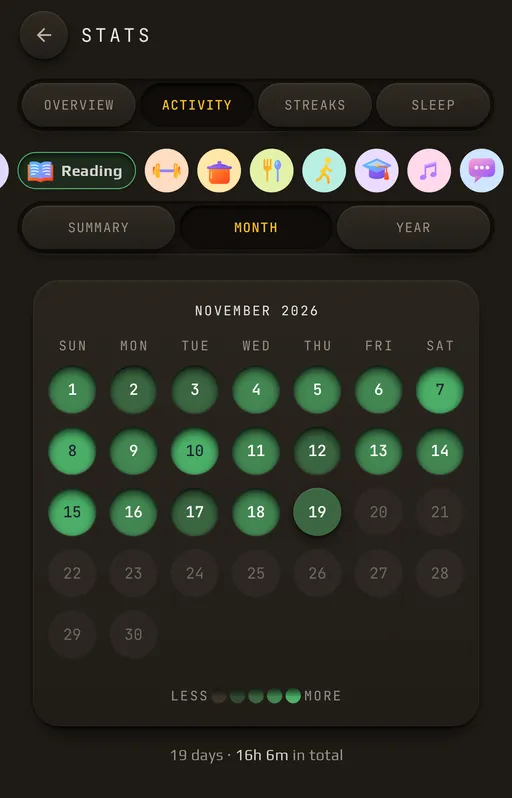 STATS
OVERVIEW ACTIVITY STREAKS SLEEP
Reading
SUMMARY MONTH YEAR
NOVEMBER 2026
SUN MON TUE WED THU FRI SAT
1 2 3 4 5 6 7
8 9 10 11 12 13 14
15 16 17 18 19 20 21
22 23 24 25 26 27 28
29 30
LESS MORE
19 days · 16h 6m in total